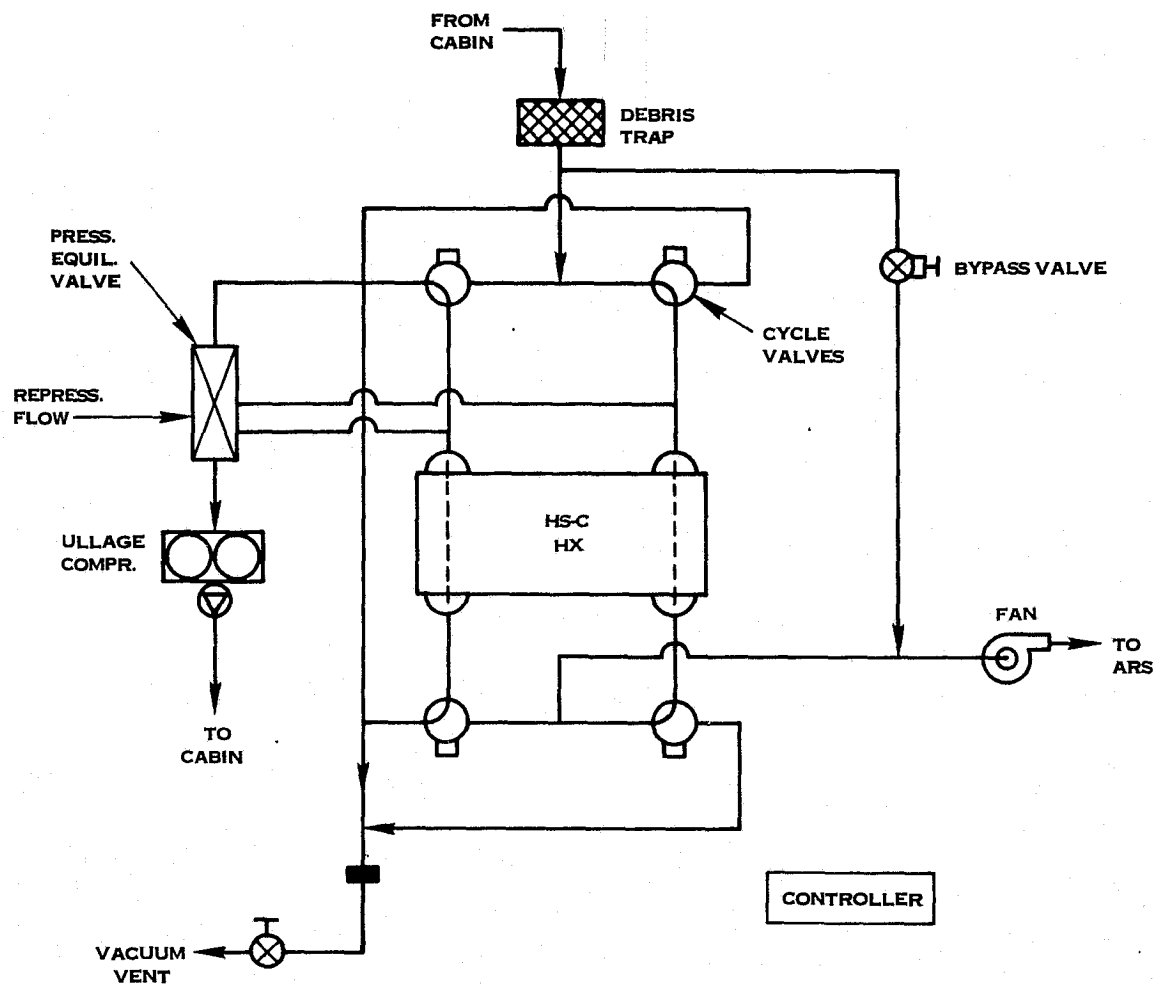 FROM
CABIN
DEBRIS
TRAP
PRESS.
EQUIL.
VALVE
BYPASS VALVE
CYCLE
VALVES
REPRESS.
FLOW
HS-C
HX
ULLAGE
COMPR.
FAN
TO
ARS
TO
CABIN
CONTROLLER
VACUUM
VENT